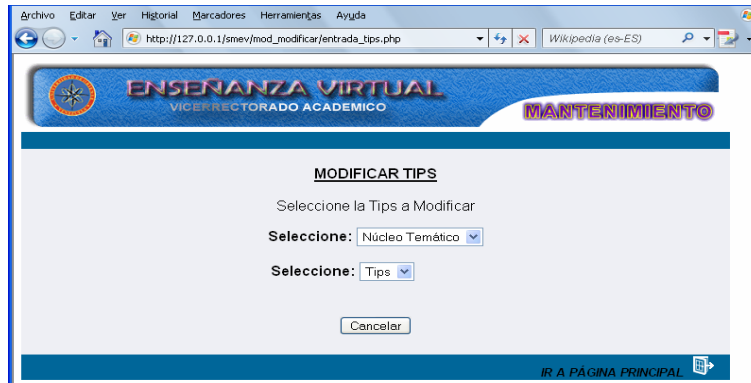 Archivo Editar Ver Historial Marcadores Herramientas Ayuda
http://127.0.0.1/smev/mod_modificar/entrada_tips.php Wikipedia (es-ES)
ENSEÑANZA VIRTUAL
VICERRECTORADO ACADEMICO
MANTENIMIENTO
MODIFICAR TIPS
Seleccione la Tips a Modificar
Seleccione: Núcleo Temático
Seleccione: Tips
Cancelar
IR A PÁGINA PRINCIPAL